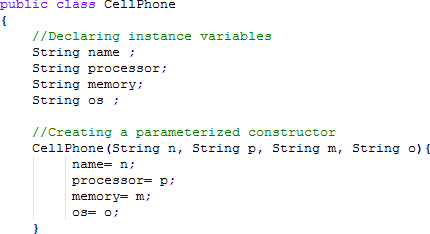 public class CellPhone
{
//Declaring instance variables
String name ;
String processor;
String memory;
String os ;
//Creating a parameterized constructor
CellPhone(String n, String p, String m, String o){
name= n;
processor= p;
memory= m;
os= o;
}